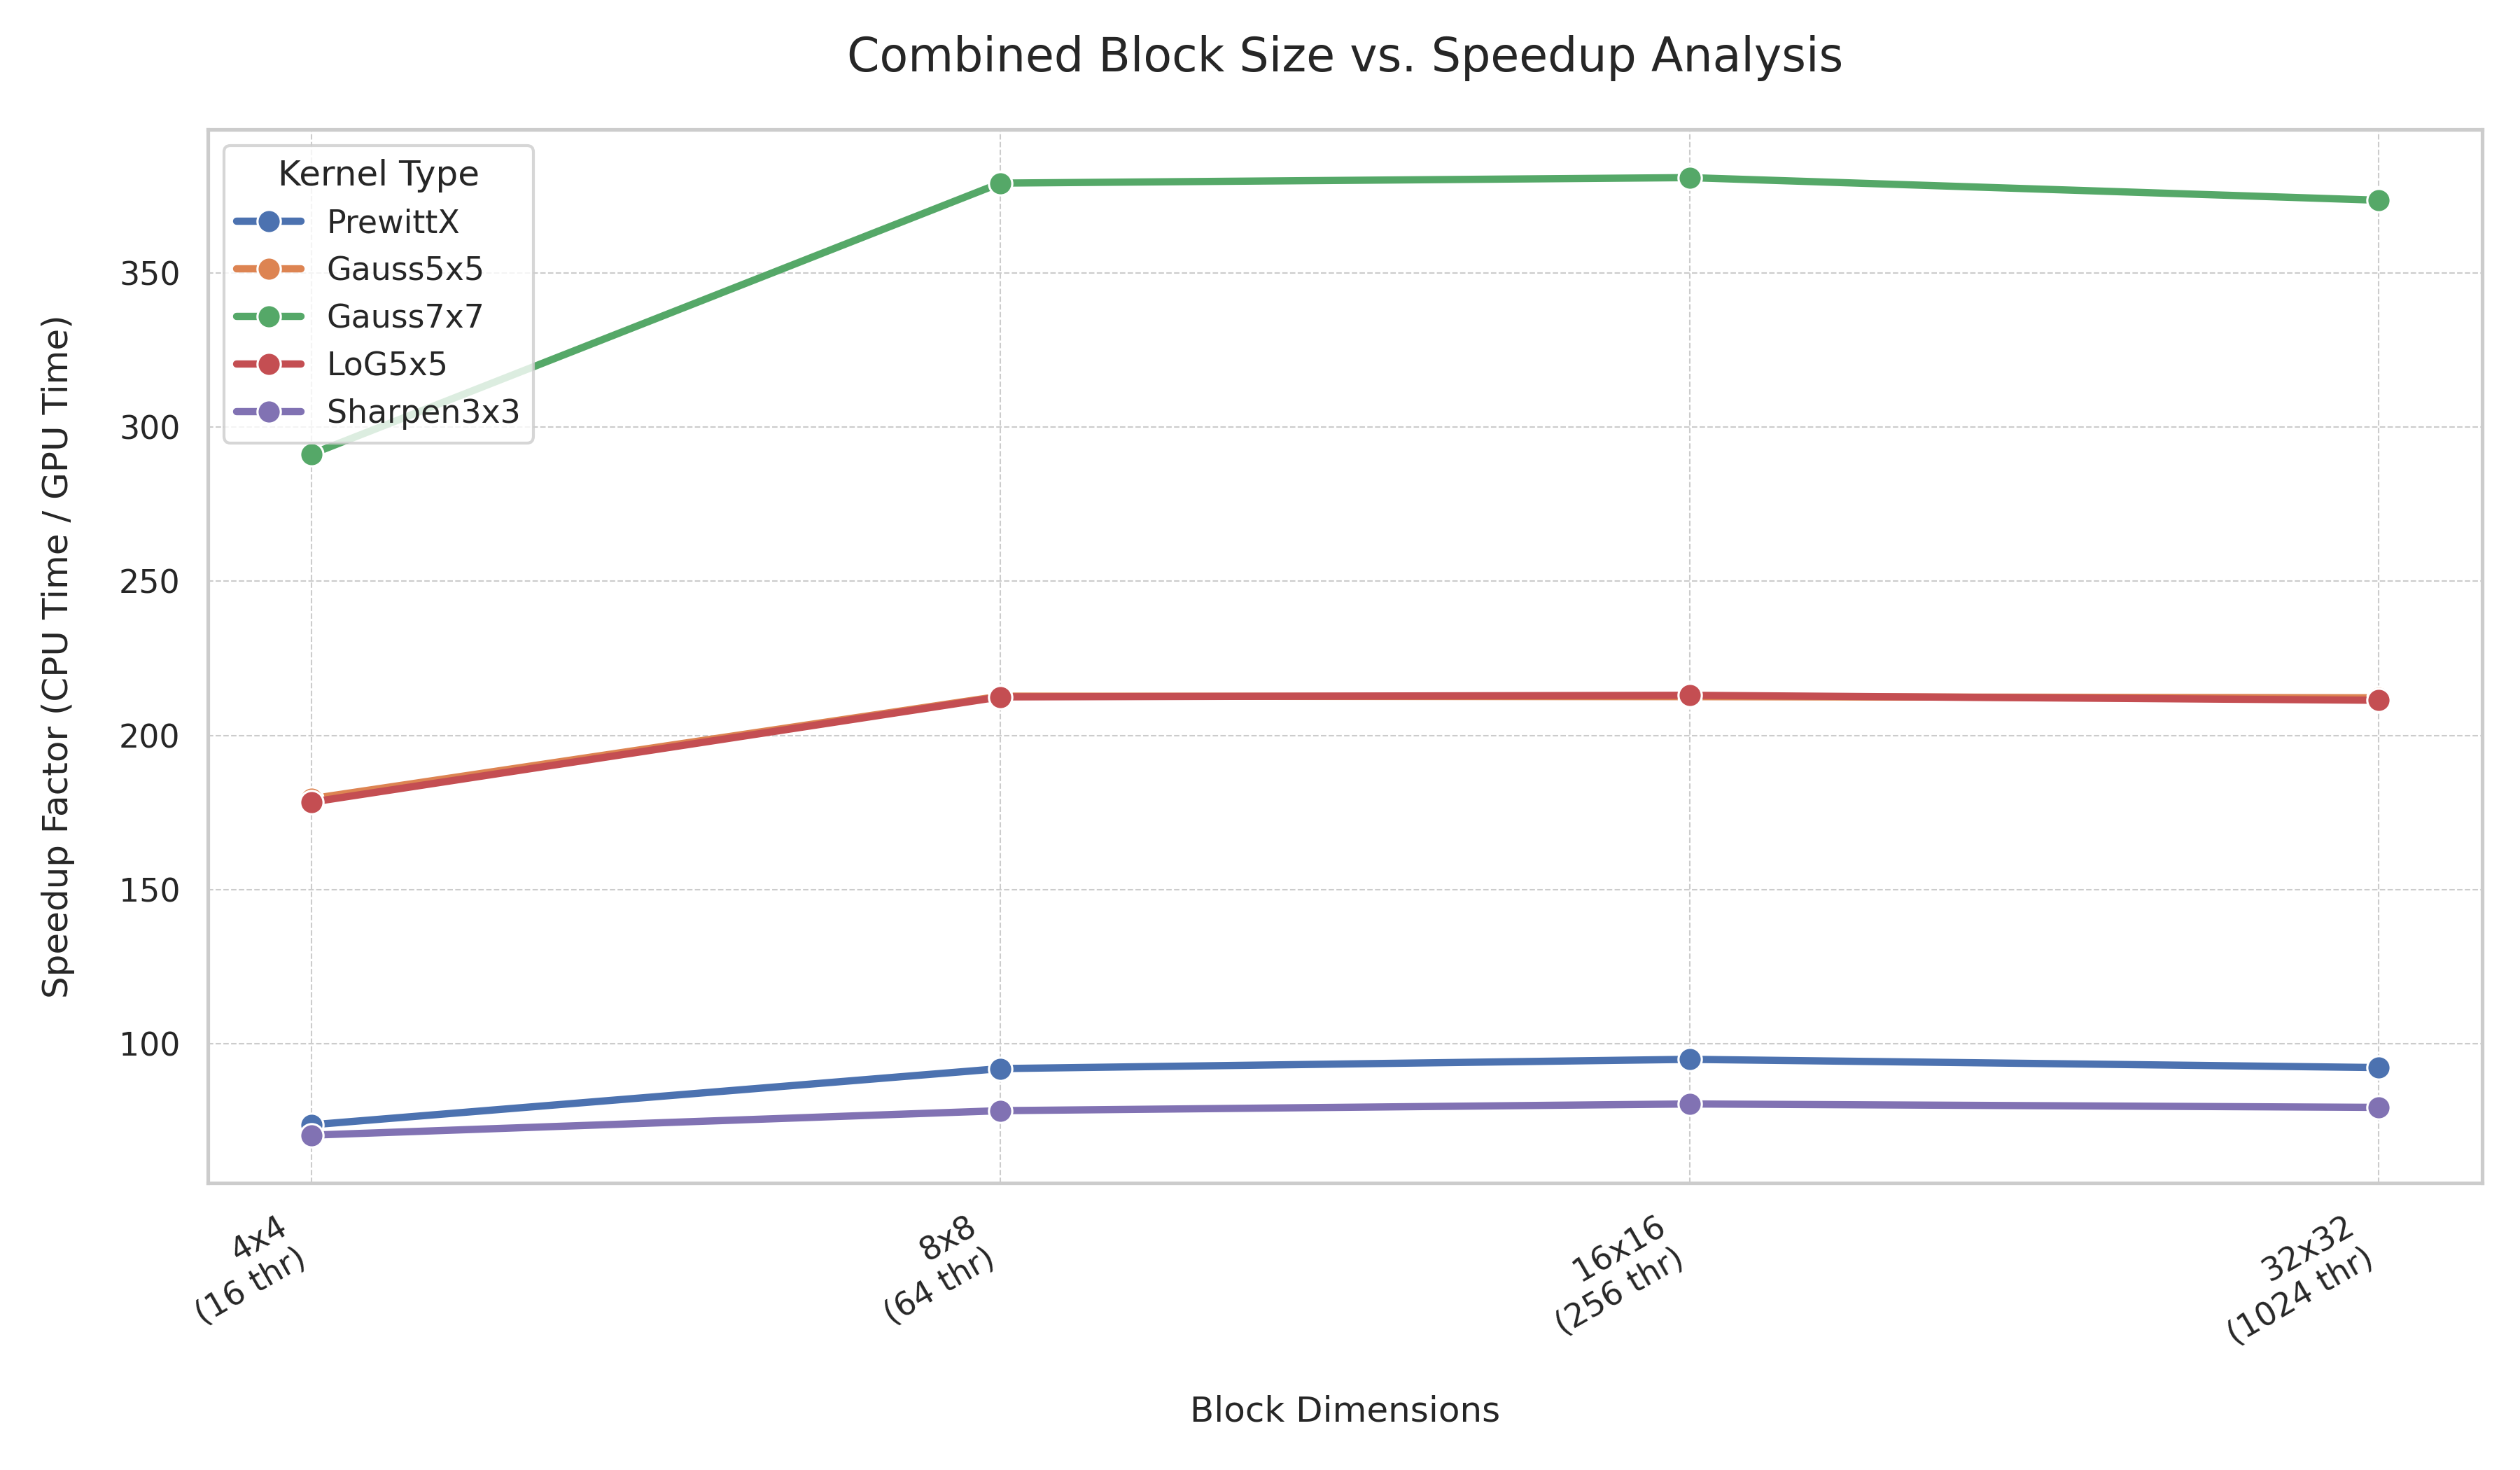 Combined Block Size vs. Speedup Analysis
Kernel Type
PrewittX
Gauss5x5
Gauss7x7
LoG5x5
Sharpen3x3
Speedup Factor (CPU Time / GPU Time)
350
300
250
200
150
100
4x4
(16 thr)
8x8
(64 thr)
16x16
(256 thr)
32x32
(1024 thr)
Block Dimensions